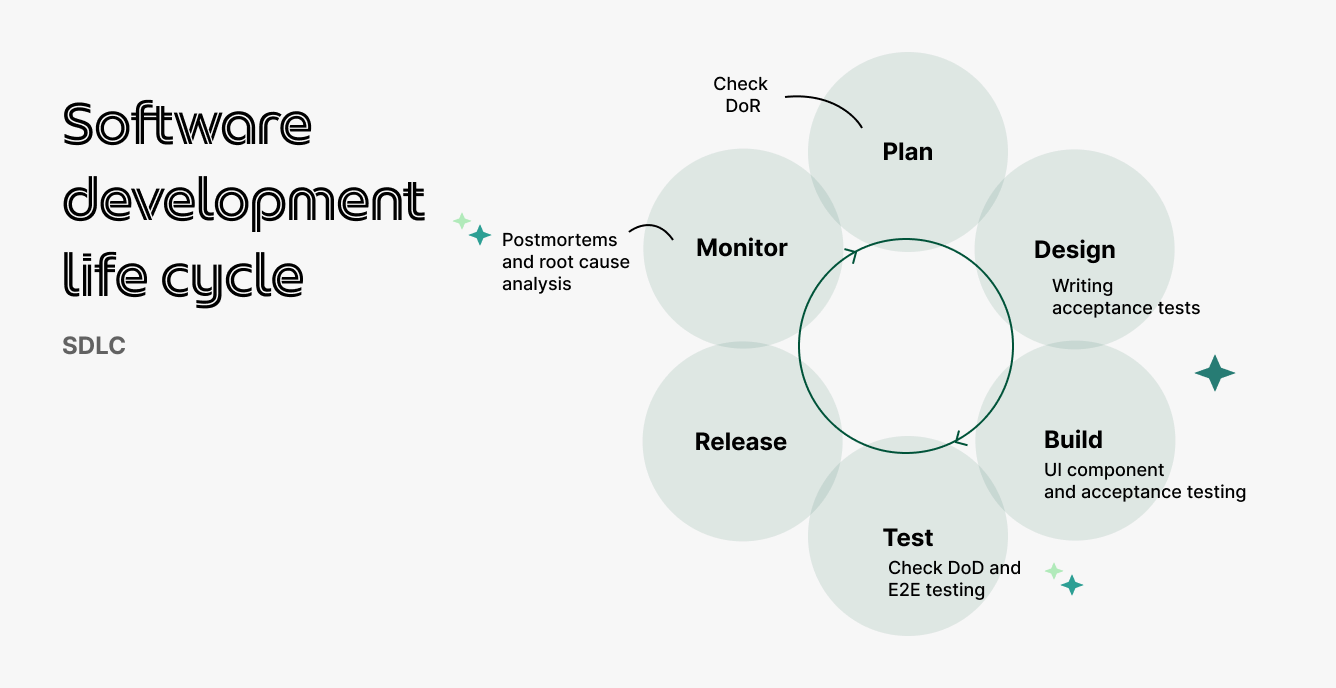 Software
development
life cycle
SDLC
Check
DoR
Plan
Design
Writing
acceptance tests
Build
UI component
and acceptance testing
Test
Check DoD and
E2E testing
Release
Monitor
Postmortems
and root cause
analysis